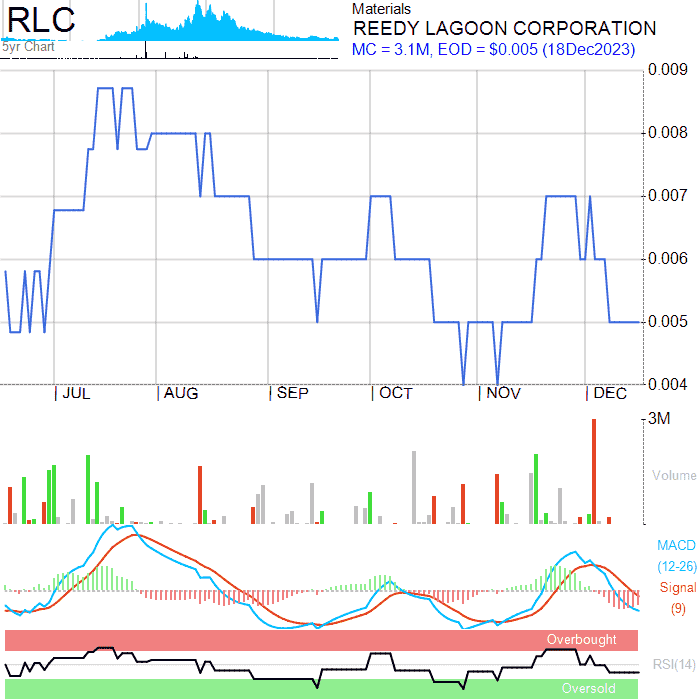 RLC
5yr Chart
Materials
REEDY LAGOON CORPORATION
MC = 3.1M, EOD = $0.005 (18Dec2023)
0.009
0.008
0.007
0.006
0.005
0.004
JUL AUG SEP OCT NOV DEC
3M
Volume
MACD
(12-26)
Signal
(9)
Overbought
RSI(14)
Oversold